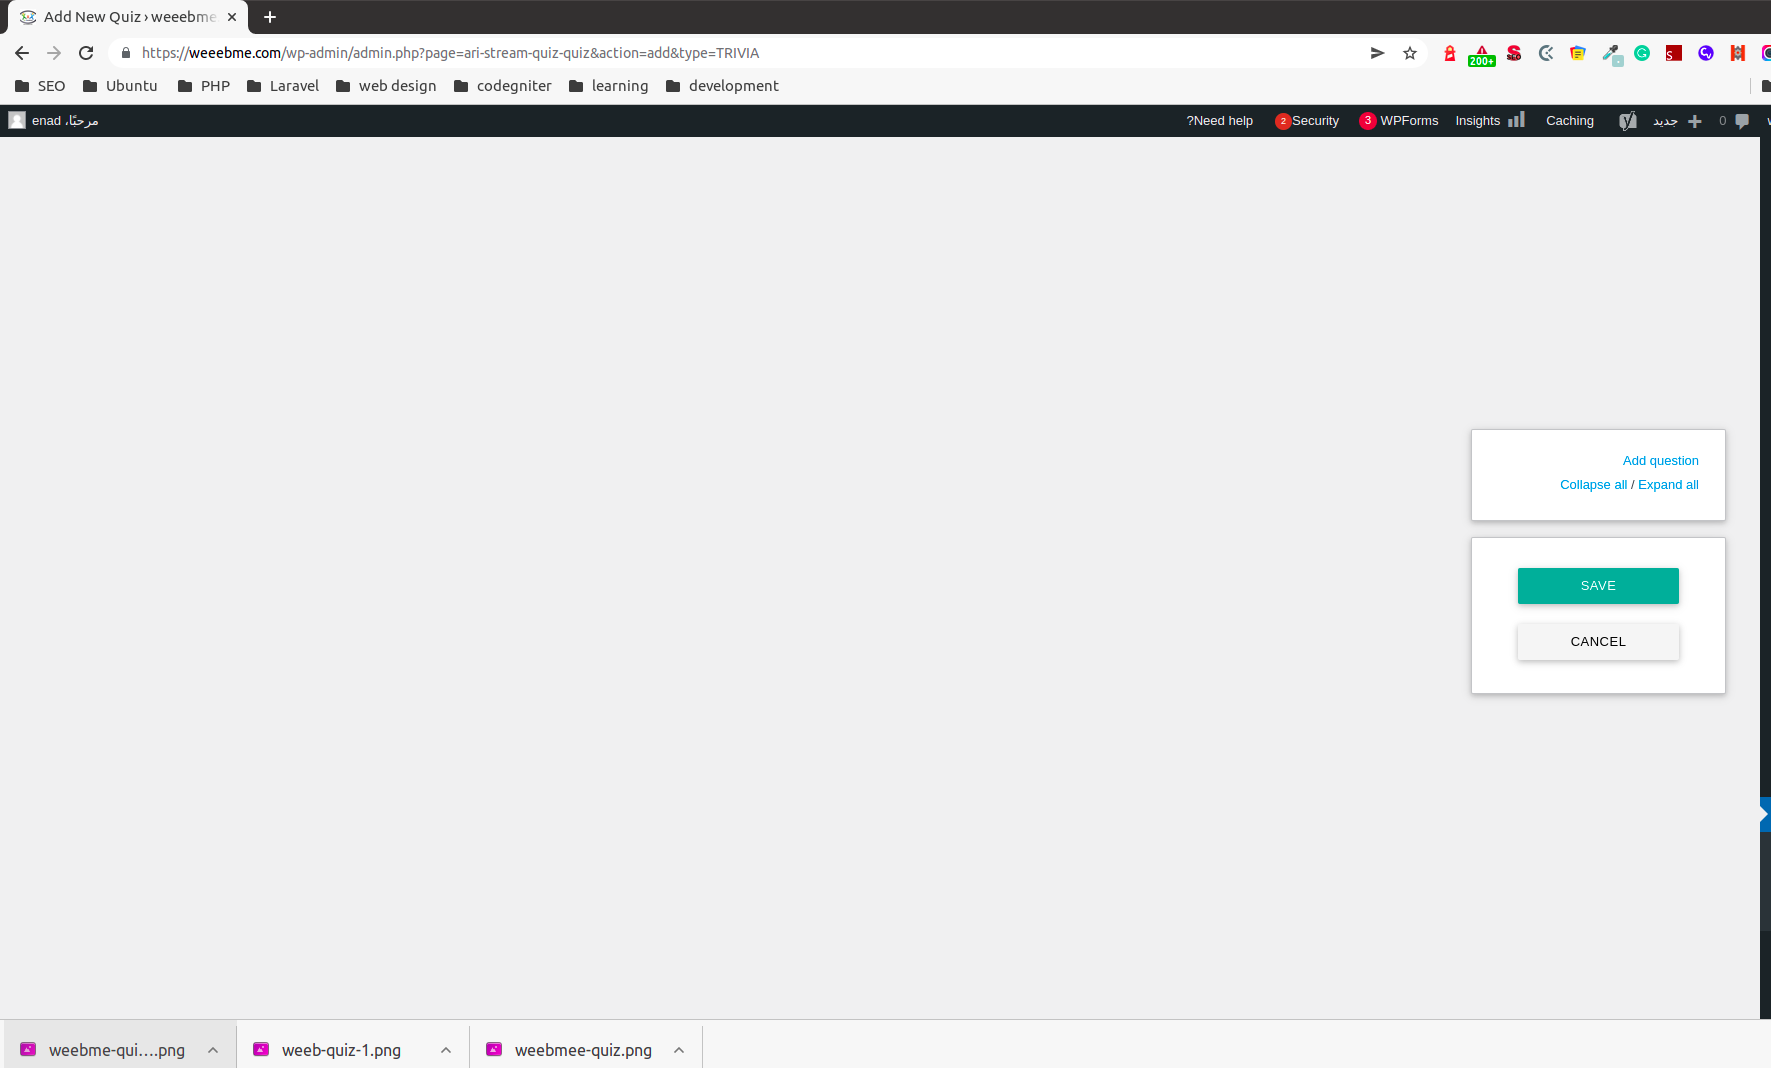 Add New Quiz › weeebme
https://weeebme.com/wp-admin/admin.php?page=ari-stream-quiz-quiz&action=add&type=TRIVIA
200+
SEO
Ubuntu
PHP
Laravel
web design
codegniter
learning
development
مرحبًا، enad
?Need help
2 Security
3 WPForms
Insights
Caching
جديد
0
Add question
Collapse all / Expand all
SAVE
CANCEL
weebme-qui....png
weeb-quiz-1.png
webmee-quiz.png